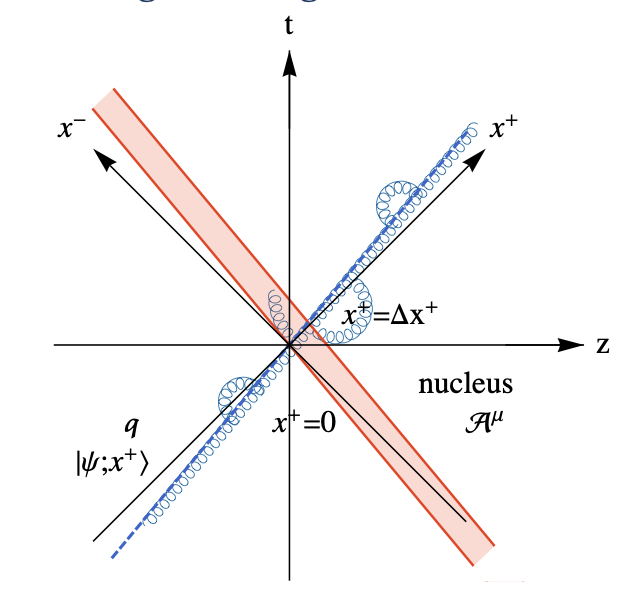 t
x⁻
x⁺
x⁺=Δx⁺
z
nucleus
𝒜^μ
x⁺=0
q
|ψ;x⁺⟩